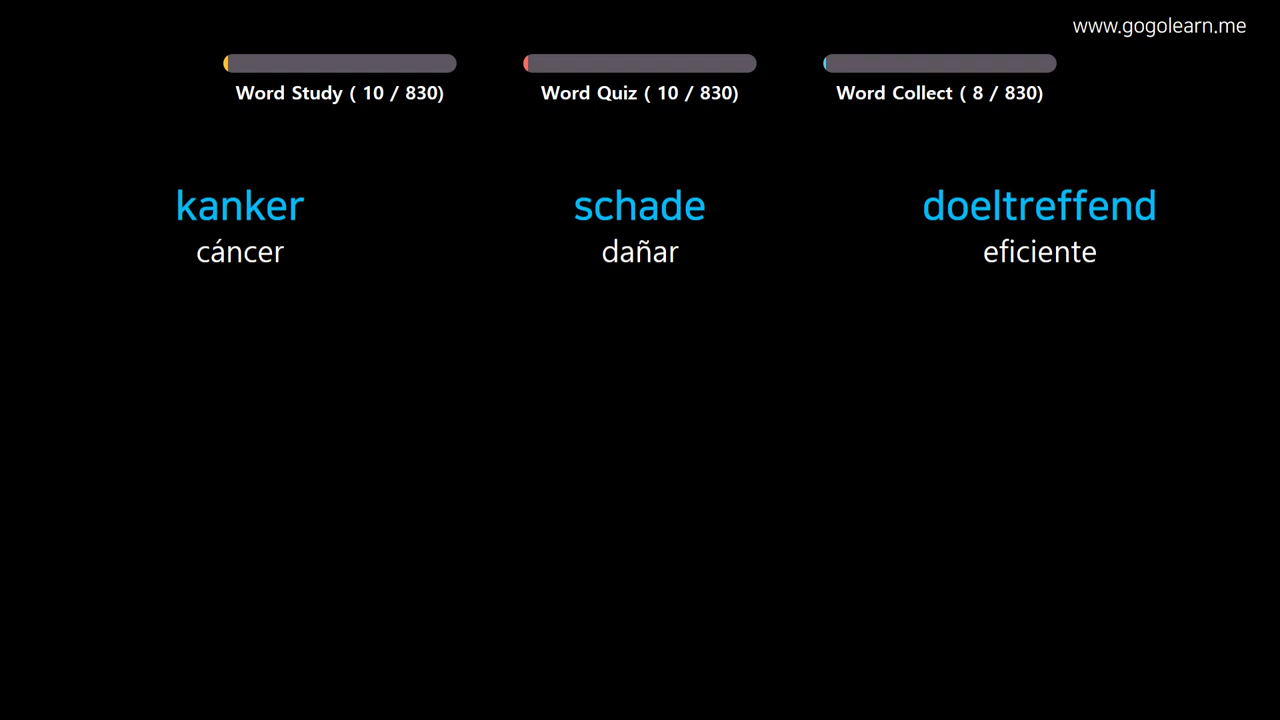 www.gogolearn.me
Word Study ( 10 / 830)
Word Quiz ( 10 / 830)
Word Collect ( 8 / 830)
kanker
cáncer
schade
dañar
doeltreffend
eficiente